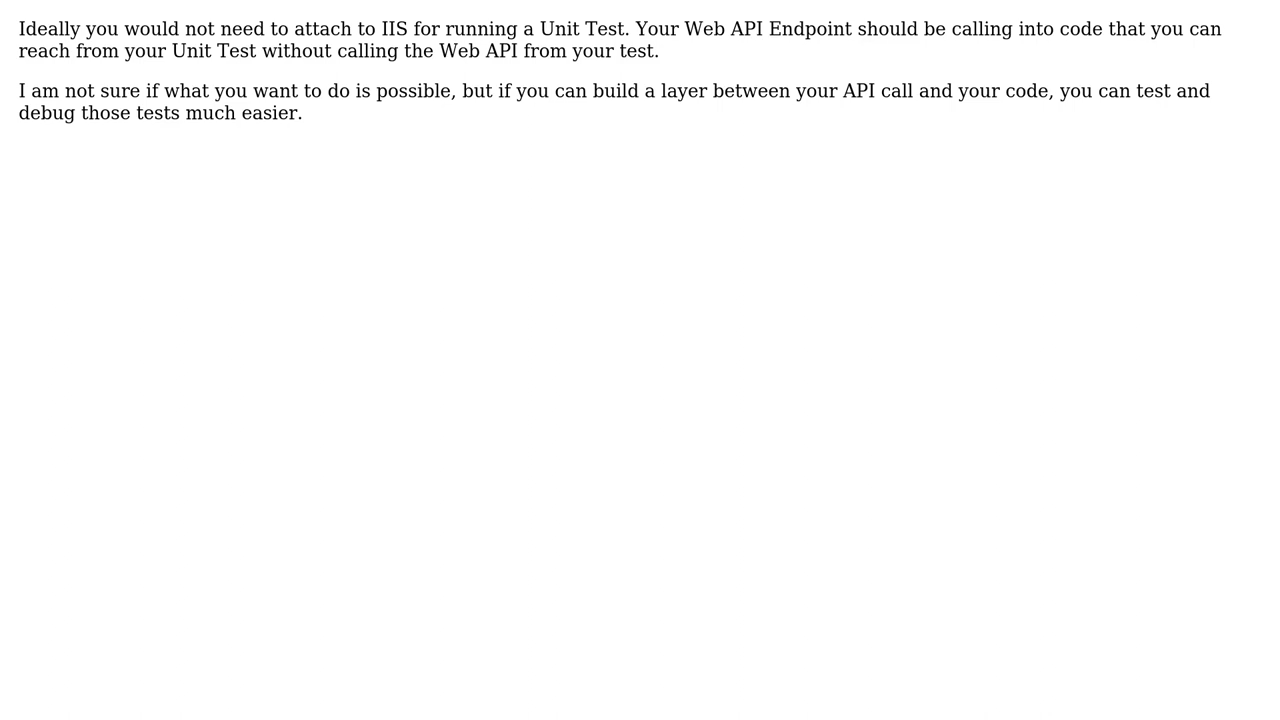 Ideally you would not need to attach to IIS for running a Unit Test. Your Web API Endpoint should be calling into code that you can
reach from your Unit Test without calling the Web API from your test.
I am not sure if what you want to do is possible, but if you can build a layer between your API call and your code, you can test and
debug those tests much easier.